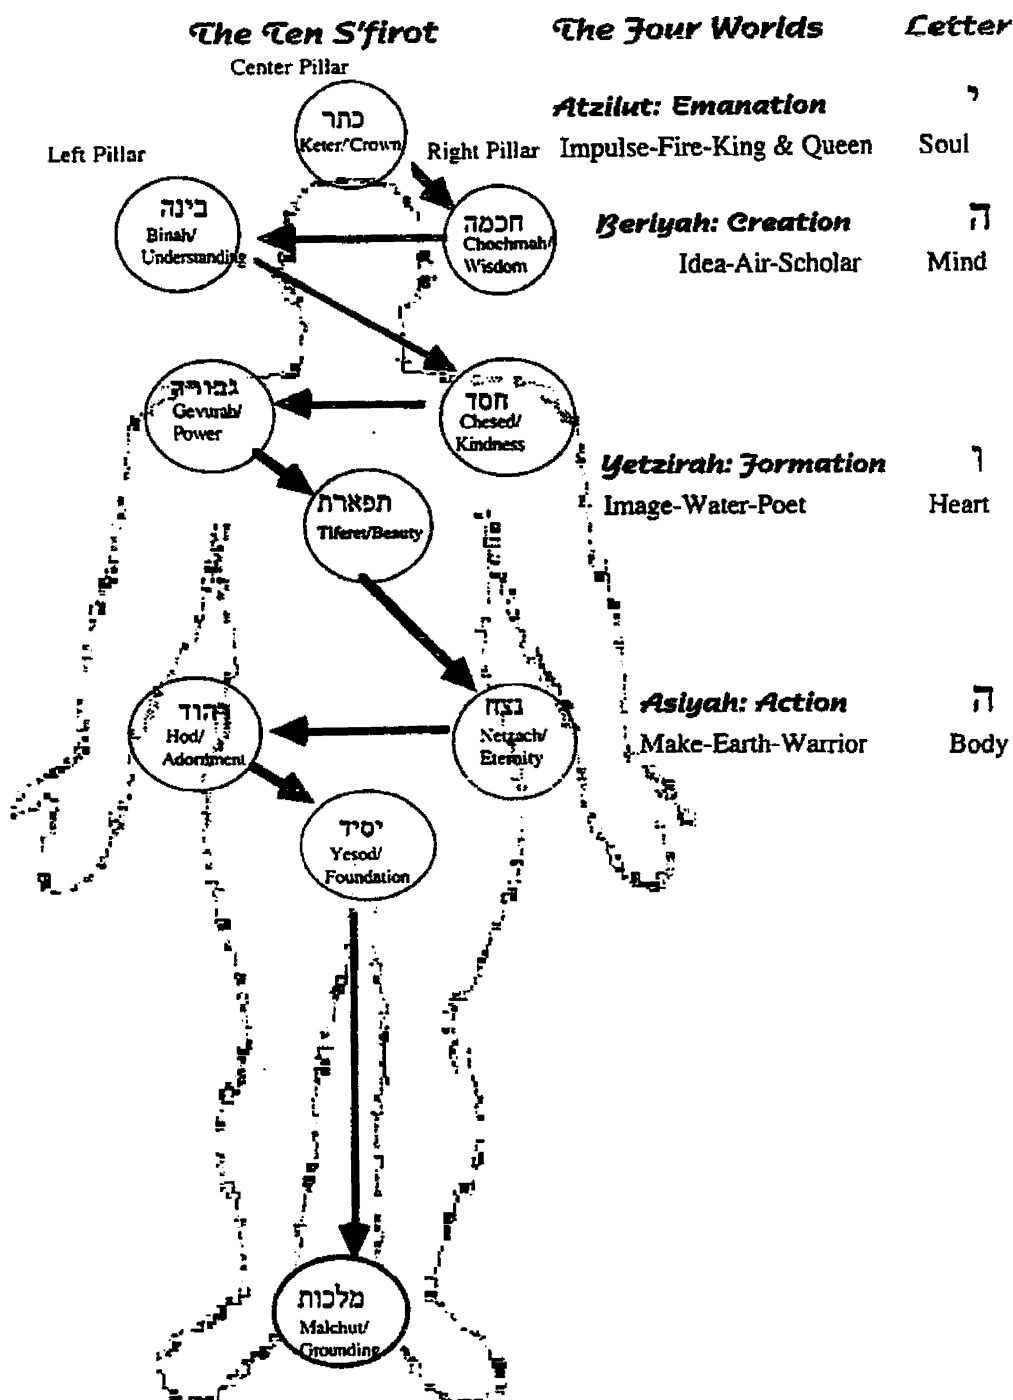 The Ten S'firot
The Four Worlds
Letter
Center Pillar
כתר
Keter/Crown
Left Pillar
Right Pillar
Atzilut: Emanation
י
Impulse-Fire-King & Queen
Soul
בינה
Binah/
Understanding
חכמה
Chochmah/
Wisdom
Beriyah: Creation
ה
Idea-Air-Scholar
Mind
Gevurah/
Power
חסד
Chesed/
Kindness
תפארת
Tiferet/Beauty
Yetzirah: Formation
ו
Image-Water-Poet
Heart
הוד
Hod/
Adornment
נצח
Netzach/
Eternity
Asiyah: Action
ה
Make-Earth-Warrior
Body
Yesod/
Foundation
מלכות
Malchut/
Grounding